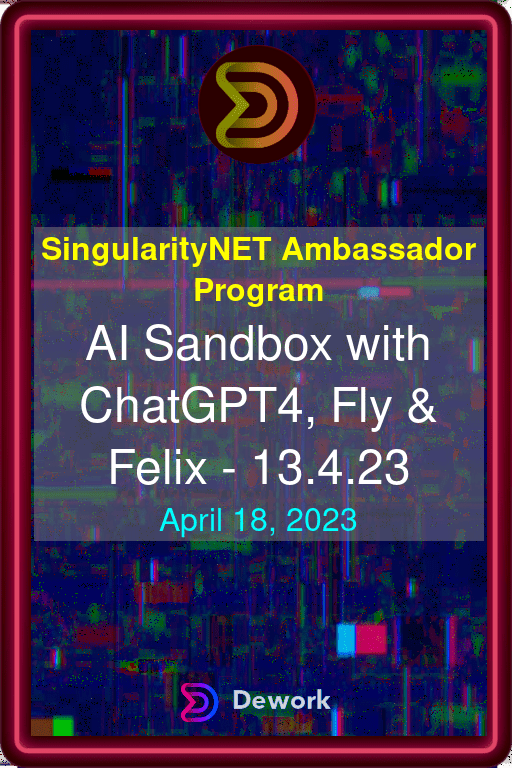 SingularityNET Ambassador
Program
AI Sandbox with
ChatGPT4, Fly &
Felix - 13.4.23
April 18, 2023
Dework